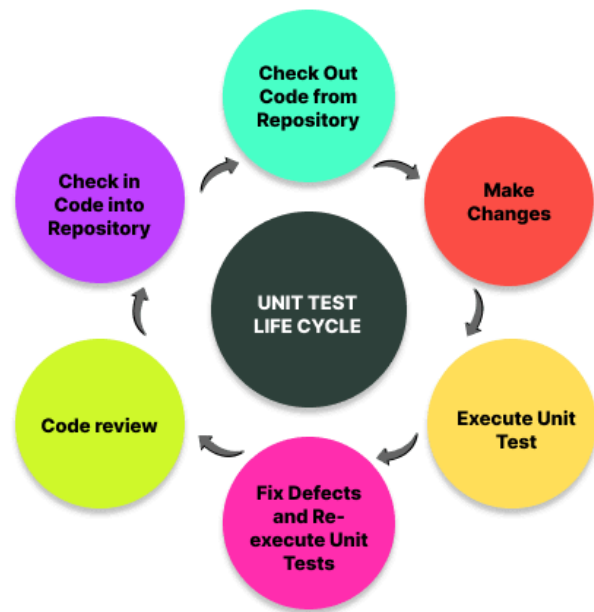 Check Out
Code from
Repository
Make
Changes
Execute Unit
Test
Fix Defects
and Re-
execute Unit
Tests
Code review
Check in
Code into
Repository
UNIT TEST
LIFE CYCLE